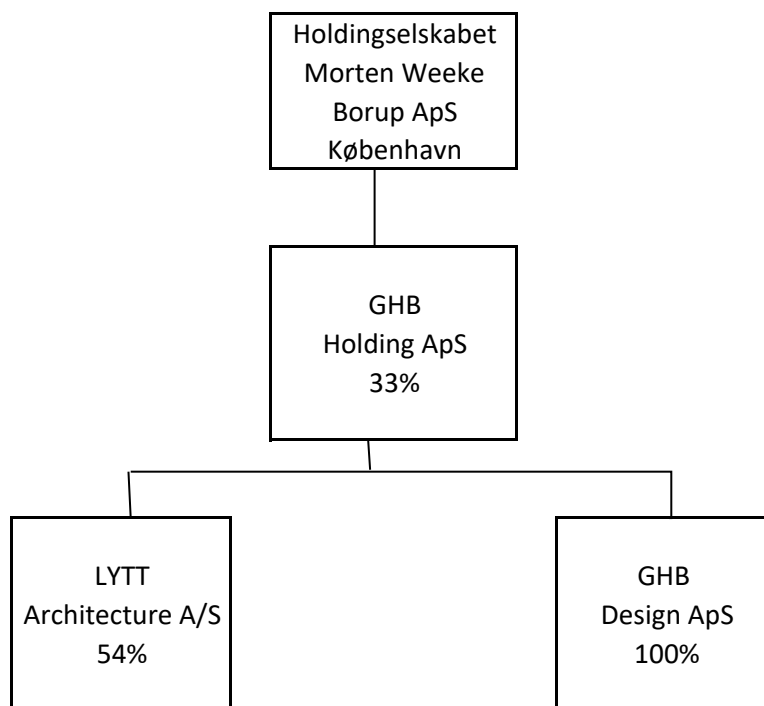 Holdingselskabet
Morten Weeke
Borup ApS
København
GHB
Holding ApS
33%
LYTT
Architecture A/S
54%
GHB
Design ApS
100%